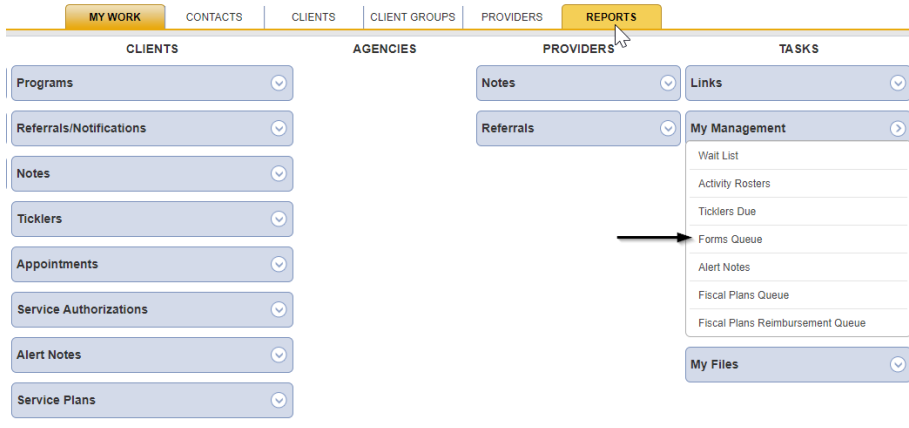 MY WORK CONTACTS CLIENTS CLIENT GROUPS PROVIDERS REPORTS
CLIENTS AGENCIES PROVIDERS TASKS
Programs Notes Links
Referrals/Notifications Referrals My Management
Wait List
Notes
Activity Rosters
Ticklers Ticklers Due
Forms Queue
Appointments Alert Notes
Fiscal Plans Queue
Service Authorizations
Fiscal Plans Reimbursement Queue
Alert Notes My Files
Service Plans